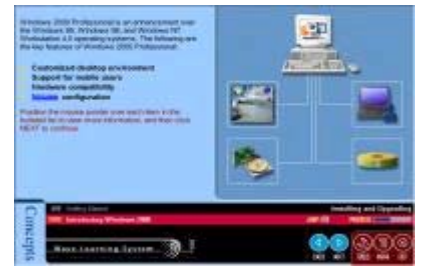 Windows 2000 Professional is an enhancement over
the Windows 95, Windows 98, and Windows NT
Workstation 4.0 operating systems. The following are
the key features of Windows 2000 Professional:
Customized desktop environment
Support for mobile users
Hardware compatibility
configuration
Position the mouse pointer over each item in the
bulleted list to view more information, and then click
NEXT to continue.
Installing and Upgrading
Introducing Windows 2000
Concepts
Wave Learning System